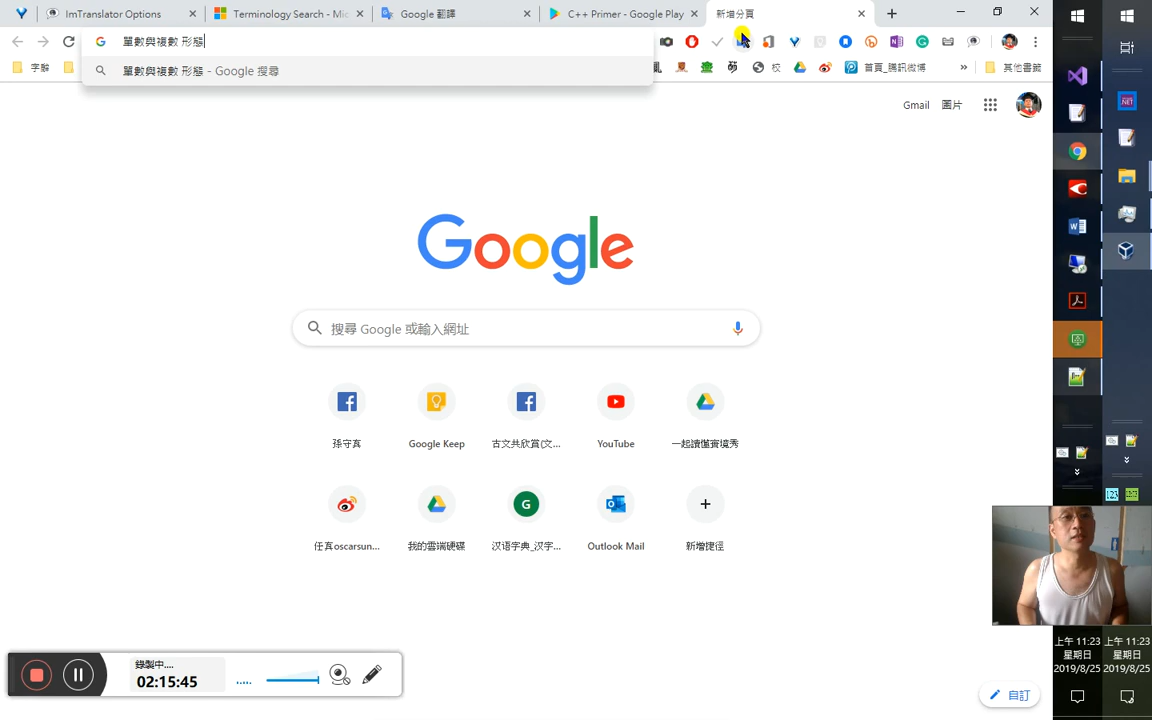 ImTranslator Options
Terminology Search - Mic
Google 翻譯
C++ Primer - Google Play
新增分頁
單數與複數 形態
單數與複數 形態 - Google 搜尋
字辭
萌
校
首頁_騰訊微博
»
其他書籤
Gmail
圖片
Google
搜尋 Google 或輸入網址
孫守真
Google Keep
古文共欣賞(文...
YouTube
一起讀懂實境秀
任真oscarsun...
我的雲端硬碟
汉语字典_汉字...
Outlook Mail
新增捷徑
錄製中....
02:15:45
自訂
.NET
123
上午 11:23
星期日
2019/8/25
上午 11:23
星期日
2019/8/25